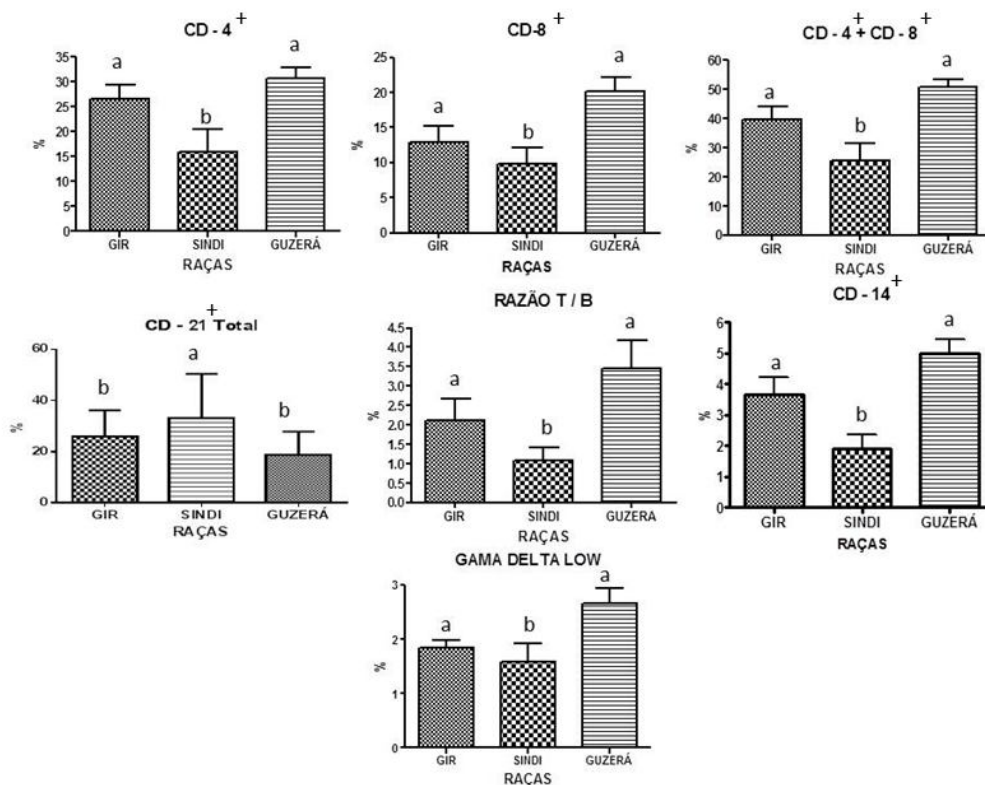 CD - 4 +
35
30
25
20
15
10
5
0
%
a
b
a
GIR SINDI GUZERÁ
RAÇAS
CD-8 +
25
20
15
10
5
0
%
a
b
a
GIR SINDI GUZERÁ
RAÇAS
CD - 4 + + CD - 8 +
60
50
40
30
20
10
0
%
a
b
a
GIR SINDI GUZERÁ
RAÇAS
CD - 21 + Total
60
40
20
0
%
b
a
b
GIR SINDI GUZERÁ
RAÇAS
RAZÃO T / B
4.5
4.0
3.5
3.0
2.5
2.0
1.5
1.0
0.5
0.0
%
a
b
a
GIR SINDI GUZERA
RAÇAS
CD - 14 +
6
5
4
3
2
1
0
%
a
b
a
GIR SINDI GUZERÁ
RAÇAS
GAMA DELTA LOW
3
2
1
0
%
a
b
a
GIR SINDI GUZERÁ
RAÇAS